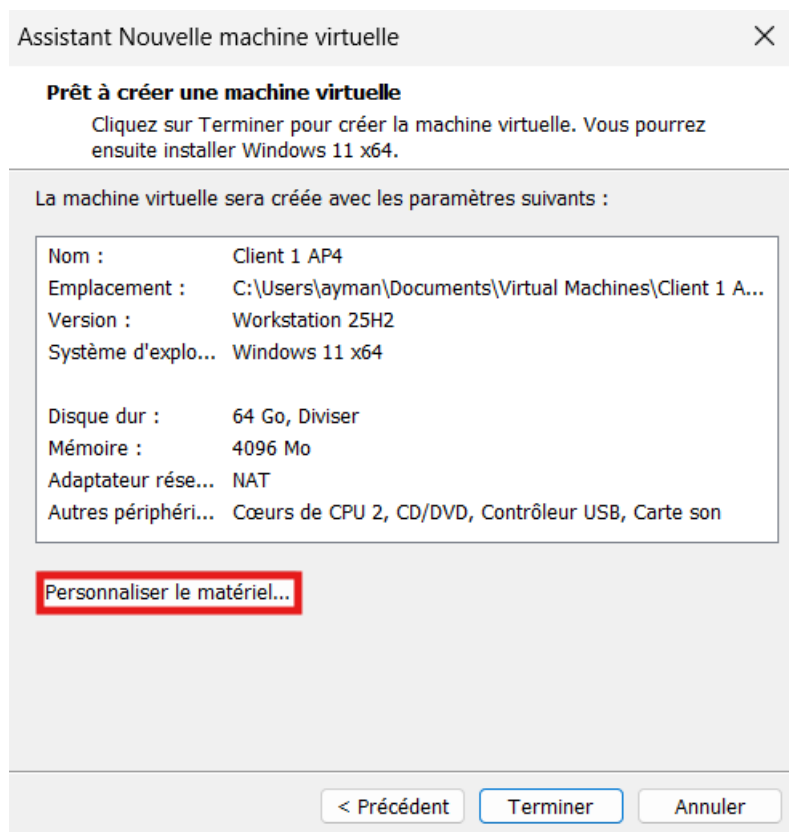 Assistant Nouvelle machine virtuelle
Prêt à créer une machine virtuelle
Cliquez sur Terminer pour créer la machine virtuelle. Vous pourrez
ensuite installer Windows 11 x64.
La machine virtuelle sera créée avec les paramètres suivants :
Nom : Client 1 AP4
Emplacement : C:\Users\ayman\Documents\Virtual Machines\Client 1 A...
Version : Workstation 25H2
Système d'explo... Windows 11 x64
Disque dur : 64 Go, Diviser
Mémoire : 4096 Mo
Adaptateur rése... NAT
Autres périphéri... Cœurs de CPU 2, CD/DVD, Contrôleur USB, Carte son
Personnaliser le matériel...
< Précédent Terminer Annuler